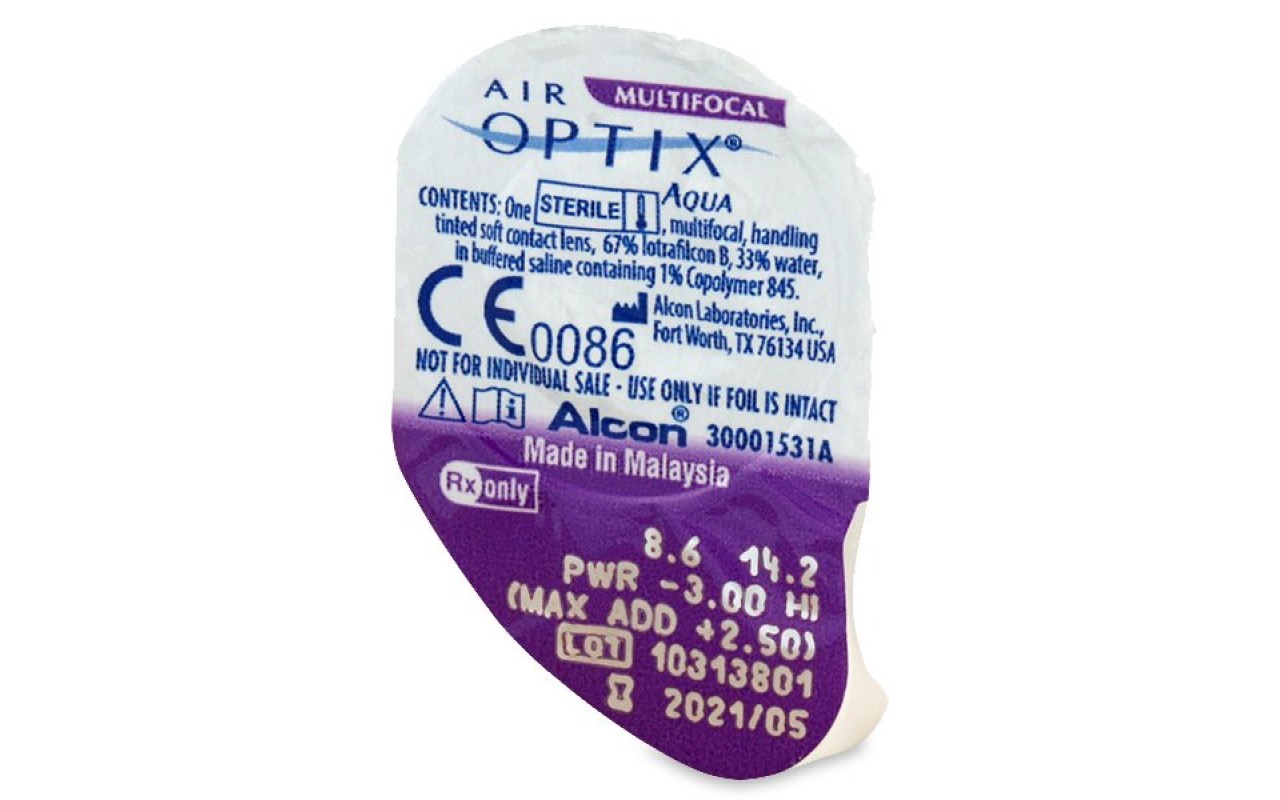 AIR MULTIFOCAL
OPTIX®
AQUA
CONTENTS: One STERILE, multifocal, handling
tinted soft contact lens, 67% lotrafilcon B, 33% water,
in buffered saline containing 1% Copolymer 845.
CE 0086
Alcon Laboratories, Inc.,
Fort Worth, TX 76134 USA
NOT FOR INDIVIDUAL SALE - USE ONLY IF FOIL IS INTACT
Alcon® 30001531A
Made in Malaysia
Rx only
8.6 14.2
PWR -3.00 HI
(MAX ADD +2.50)
LOT 10313801
2021/05